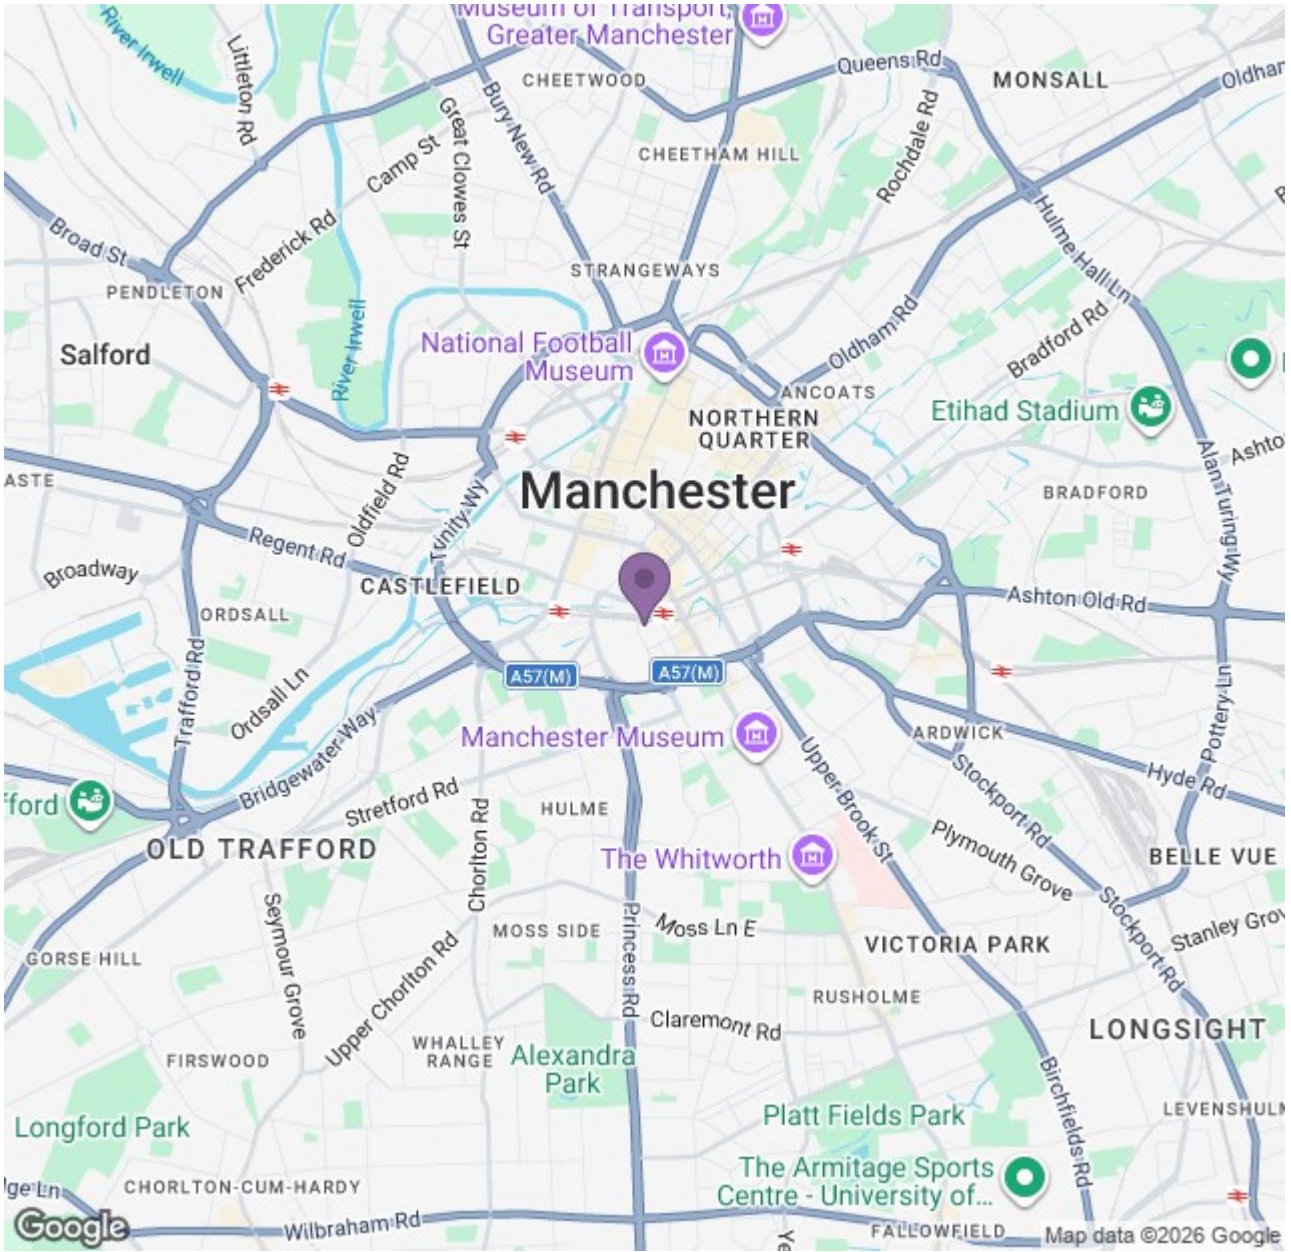 Museum of Transport,
Greater Manchester
River Irwell
Littleton Rd
CHEETWOOD
Queens Rd
MONSALL
Bury New Rd
Great Clowes St
Camp St
CHEETHAM HILL
Rochdale Rd
Broad St
Frederick Rd
Hulme Hall Ln
PENDLETON
STRANGEWAYS
Salford
River Irwell
National Football
Museum
Oldham Rd
Bradford Rd
ANCOATS
Etihad Stadium
NORTHERN
QUARTER
Alan Turing Wy
Manchester
BRADFORD
Oldfield Rd
Trinity Wy
Regent Rd
Broadway
CASTLEFIELD
Ashton Old Rd
ORDSALL
Trafford Rd
Ordsall Ln
A57(M)
A57(M)
Pottery Ln
Bridgewater Way
Manchester Museum
ARDWICK
Upper Brook St
Stockport Rd
Hyde Rd
Stretford Rd
HULME
Chorlton Rd
OLD TRAFFORD
The Whitworth
Plymouth Grove
BELLE VUE
Seymour Grove
MOSS SIDE
Princess Rd
Moss Ln E
VICTORIA PARK
Stockport Rd
GORSE HILL
Upper Chorlton Rd
RUSHOLME
Claremont Rd
LONGSIGHT
WHALLEY
RANGE
FIRSWOOD
Alexandra
Park
Birchfields Rd
Longford Park
Platt Fields Park
The Armitage Sports
Centre - University of...
CHORLTON-CUM-HARDY
Wilbraham Rd
FALLOWFIELD
Google
Map data ©2026 Google